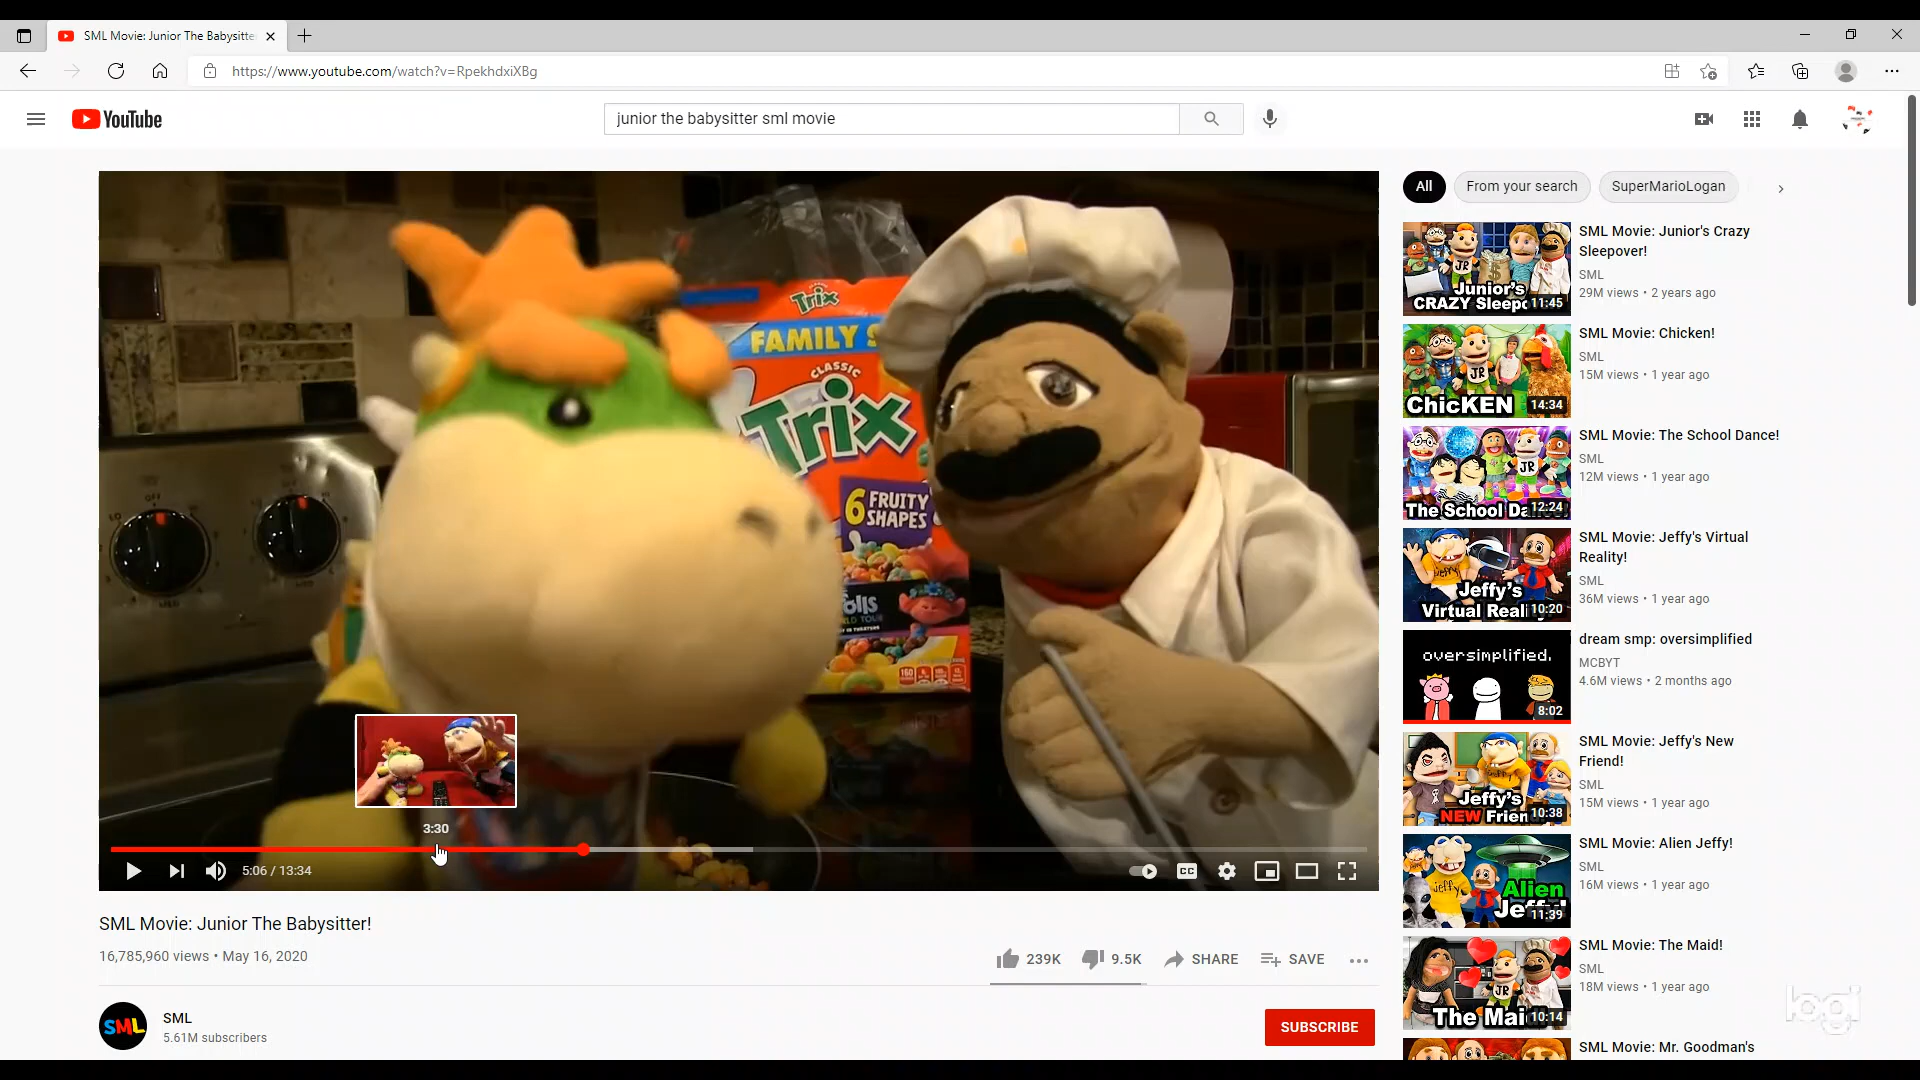 SML Movie: Junior The Babysitte
https://www.youtube.com/watch?v=RpekhdxiXBg
YouTube
junior the babysitter sml movie
All
From your search
SuperMarioLogan
Trix
FAMILY
CLASSIC
Trix
6 FRUITY
SHAPES
3:30
5:06 / 13:34
CC
SML Movie: Junior The Babysitter!
16,785,960 views • May 16, 2020
239K
9.5K
SHARE
SAVE
SML
SML
5.61M subscribers
SUBSCRIBE
JR
Junior's
CRAZY Sleepo
11:45
SML Movie: Junior's Crazy
Sleepover!
SML
29M views • 2 years ago
JR
ChicKEN
14:34
SML Movie: Chicken!
SML
15M views • 1 year ago
JR
The School Da
12:24
SML Movie: The School Dance!
SML
12M views • 1 year ago
Jeffy's
Virtual Reali
10:20
SML Movie: Jeffy's Virtual
Reality!
SML
36M views • 1 year ago
oversimplified.
8:02
dream smp: oversimplified
MCBYT
4.6M views • 2 months ago
Jeffy's
NEW Frien
10:38
SML Movie: Jeffy's New
Friend!
SML
15M views • 1 year ago
Alien
Jeffy!
11:39
SML Movie: Alien Jeffy!
SML
16M views • 1 year ago
JR
The Mai
10:14
SML Movie: The Maid!
SML
18M views • 1 year ago
SML Movie: Mr. Goodman's
logi